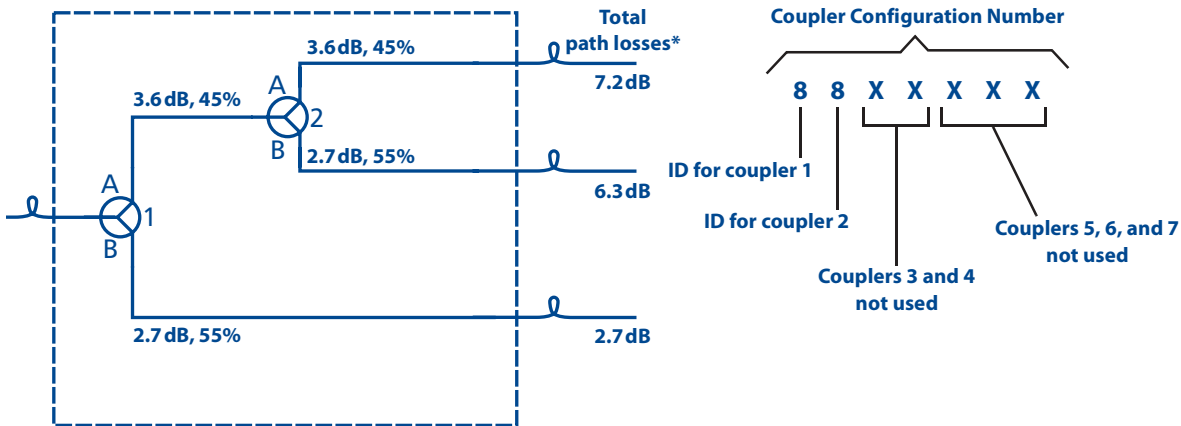 Total
path losses*
3.6 dB, 45%
7.2 dB
A
2
B
3.6 dB, 45%
2.7 dB, 55%
6.3 dB
A
1
B
2.7 dB, 55%
2.7 dB
Coupler Configuration Number
8 8 X X X X X
ID for coupler 1
ID for coupler 2
Couplers 3 and 4
not used
Couplers 5, 6, and 7
not used